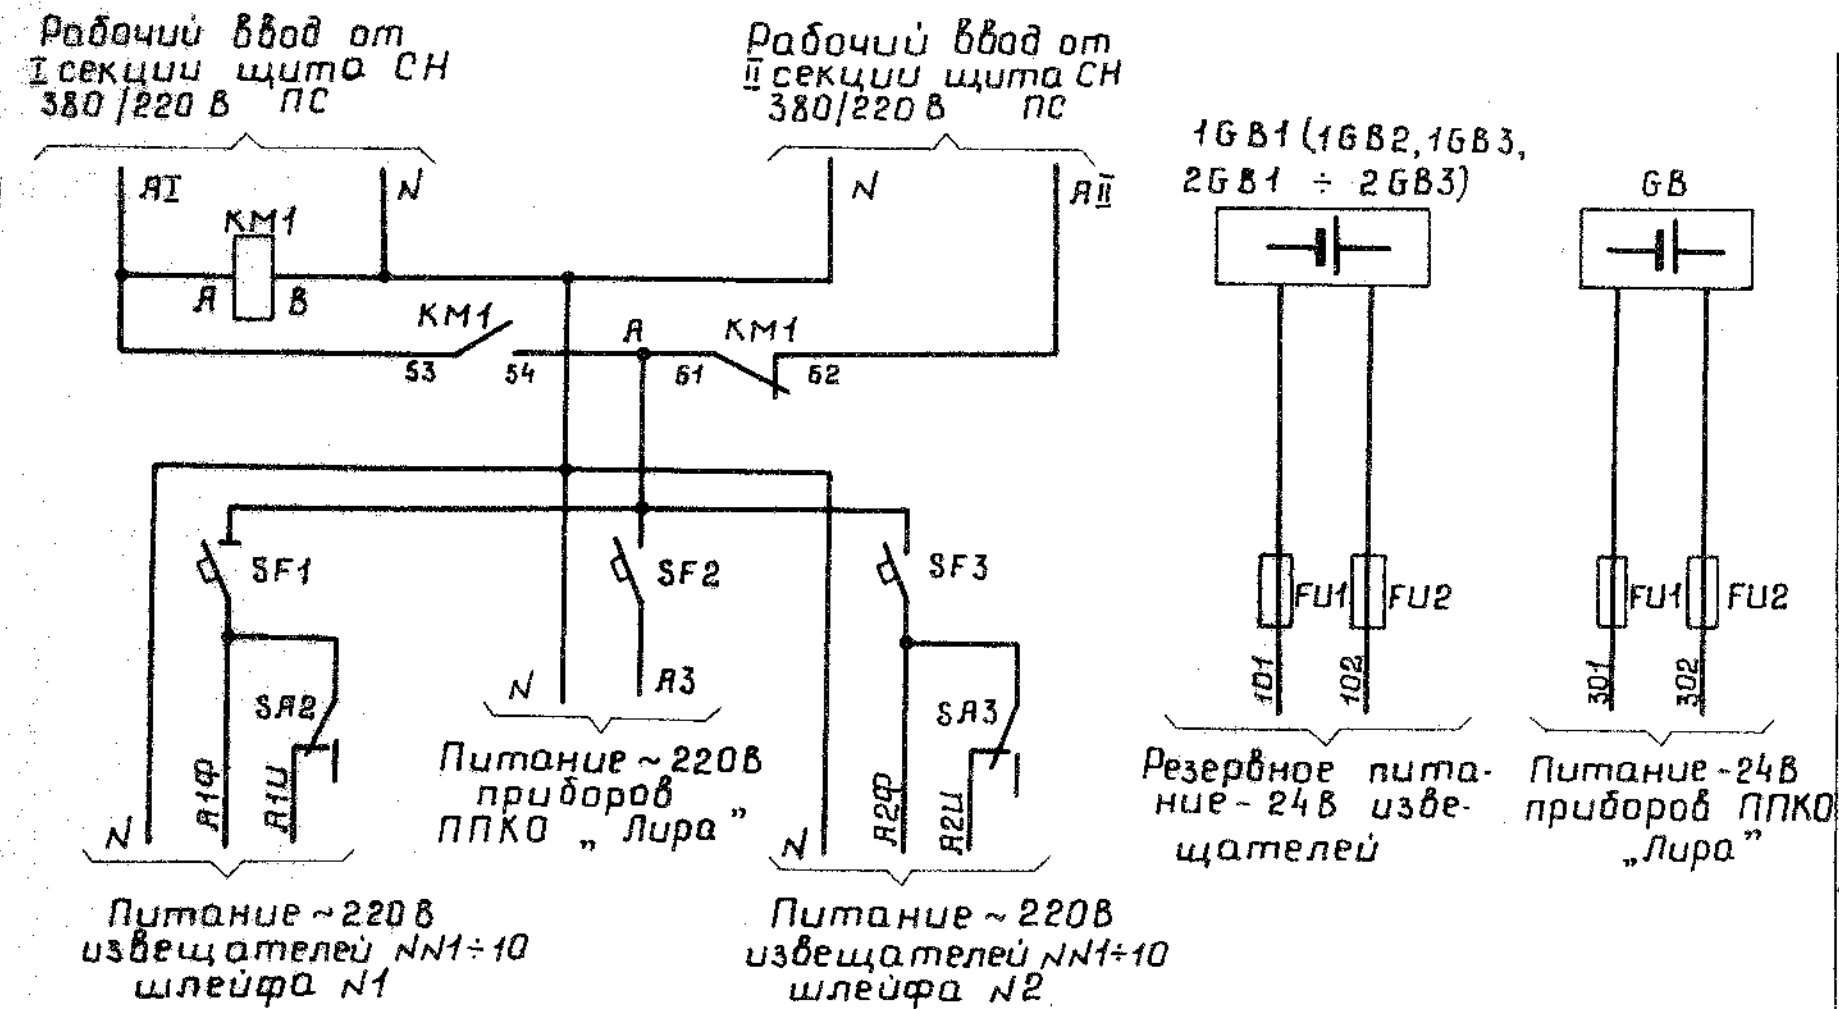 Рабочий ввод от
I секции щита СН
380/220 В ПС
Рабочий ввод от
II секции щита СН
380/220 В ПС
1GB1 (1GB2, 1GB3,
2GB1 ÷ 2GB3)
GB
AI
N
KM1
A
B
N
AII
KM1
53
54
A
KM1
61
62
SF1
SF2
SF3
SA2
SA3
N
A1Ф
A1И
N
A3
N
A2Ф
A2И
FU1
FU2
101
102
FU1
FU2
301
302
Питание ~ 220В
приборов
ППКО „Лира”
Резервное пита-
ние - 24В изве-
щателей
Питание - 24В
приборов ППКО
„Лира”
Питание ~ 220В
извещателей NN1÷10
шлейфа N1
Питание ~ 220В
извещателей NN1÷10
шлейфа N2